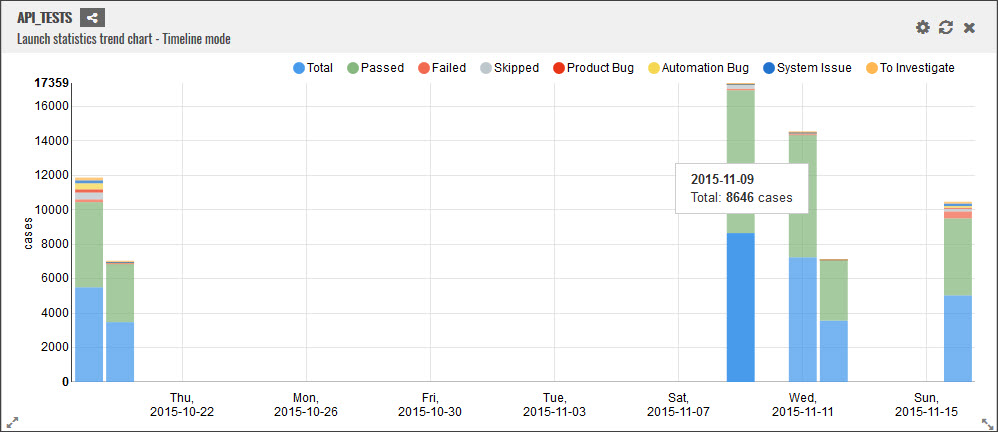 API_TESTS
Launch statistics trend chart - Timeline mode
Total Passed Failed Skipped Product Bug Automation Bug System Issue To Investigate
17359
16000
14000
12000
10000
8000
6000
4000
2000
0
cases
2015-11-09
Total: 8646 cases
Thu, Mon, Fri, Tue, Sat, Wed, Sun,
2015-10-22 2015-10-26 2015-10-30 2015-11-03 2015-11-07 2015-11-11 2015-11-15